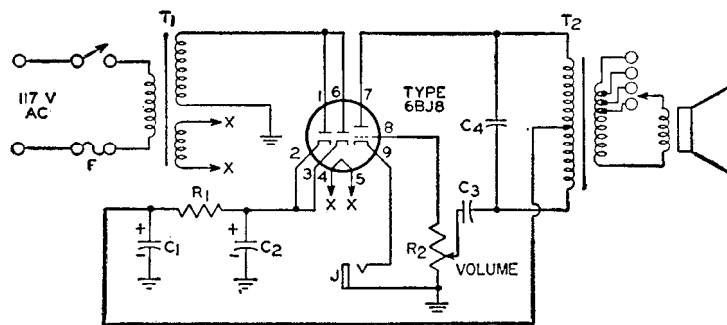 T1
T2
117 V
AC
F
X
X
1
6
7
TYPE
6BJ8
8
9
2
3
4
5
X
X
C4
R1
+
-
C1
+
-
C2
C3
R2
VOLUME
J